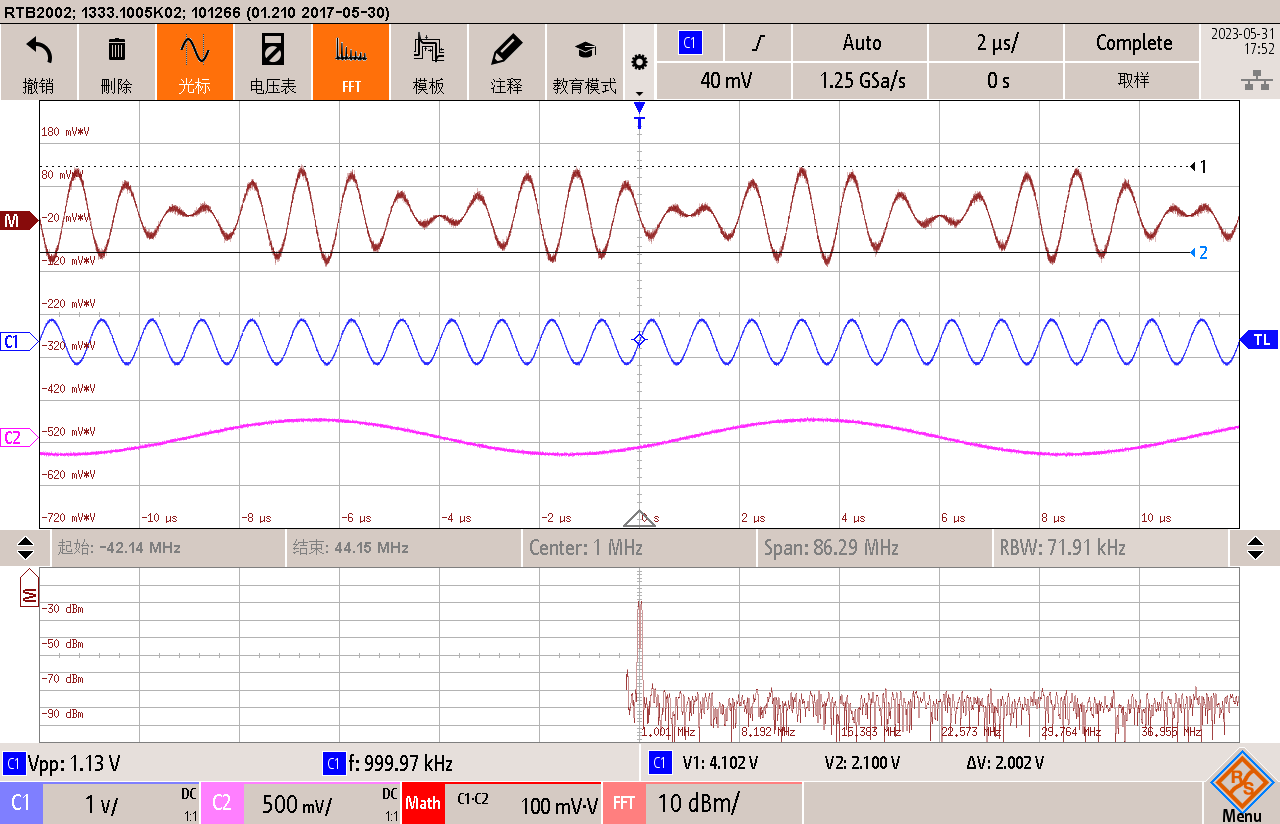 RTB2002; 1333.1005K02; 101266 (01.210 2017-05-30)
撤销 删除 光标 电压表 FFT 模板 注释 教育模式
C1 Auto 2 µs/ Complete
40 mV 1.25 GSa/s 0 s 取样
2023-05-31
17:52
T
180 mV*V
1
80 mV*V
M -20 mV*V
2
-120 mV*V
-220 mV*V
C1 -320 mV*V TL
-420 mV*V
C2 -520 mV*V
-620 mV*V
-720 mV*V -10 µs -8 µs -6 µs -4 µs -2 µs 0 s 2 µs 4 µs 6 µs 8 µs 10 µs
起始: -42.14 MHz 结束: 44.15 MHz Center: 1 MHz Span: 86.29 MHz RBW: 71.91 kHz
M
-30 dBm
-50 dBm
-70 dBm
-90 dBm
1.001 MHz 8.192 MHz 15.383 MHz 22.573 MHz 29.764 MHz 36.955 MHz
C1 Vpp: 1.13 V C1 f: 999.97 kHz C1 V1: 4.102 V V2: 2.100 V ΔV: 2.002 V
C1 1 V/ DC 1:1 C2 500 mV/ DC 1:1 Math C1·C2 100 mV·V FFT 10 dBm/
R&S
Menu